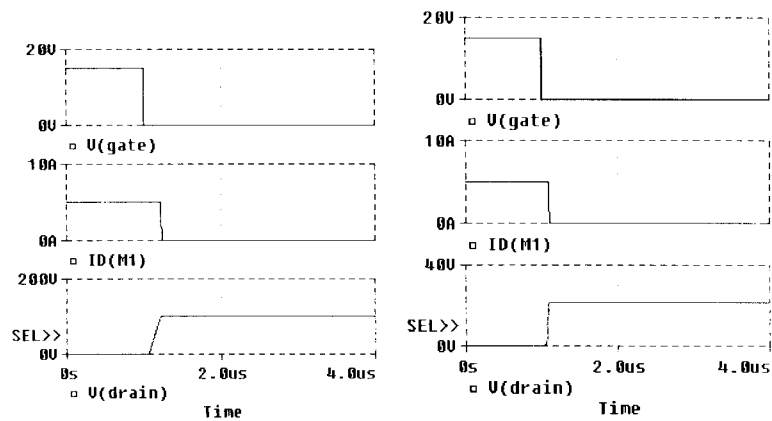 20V
0V
▫ V(gate)
10A
0A
▫ ID(M1)
200V
SEL>>
0V
0s 2.0us 4.0us
▫ V(drain)
Time
20V
0V
▫ V(gate)
10A
0A
▫ ID(M1)
40V
SEL>>
0V
0s 2.0us 4.0us
▫ V(drain)
Time